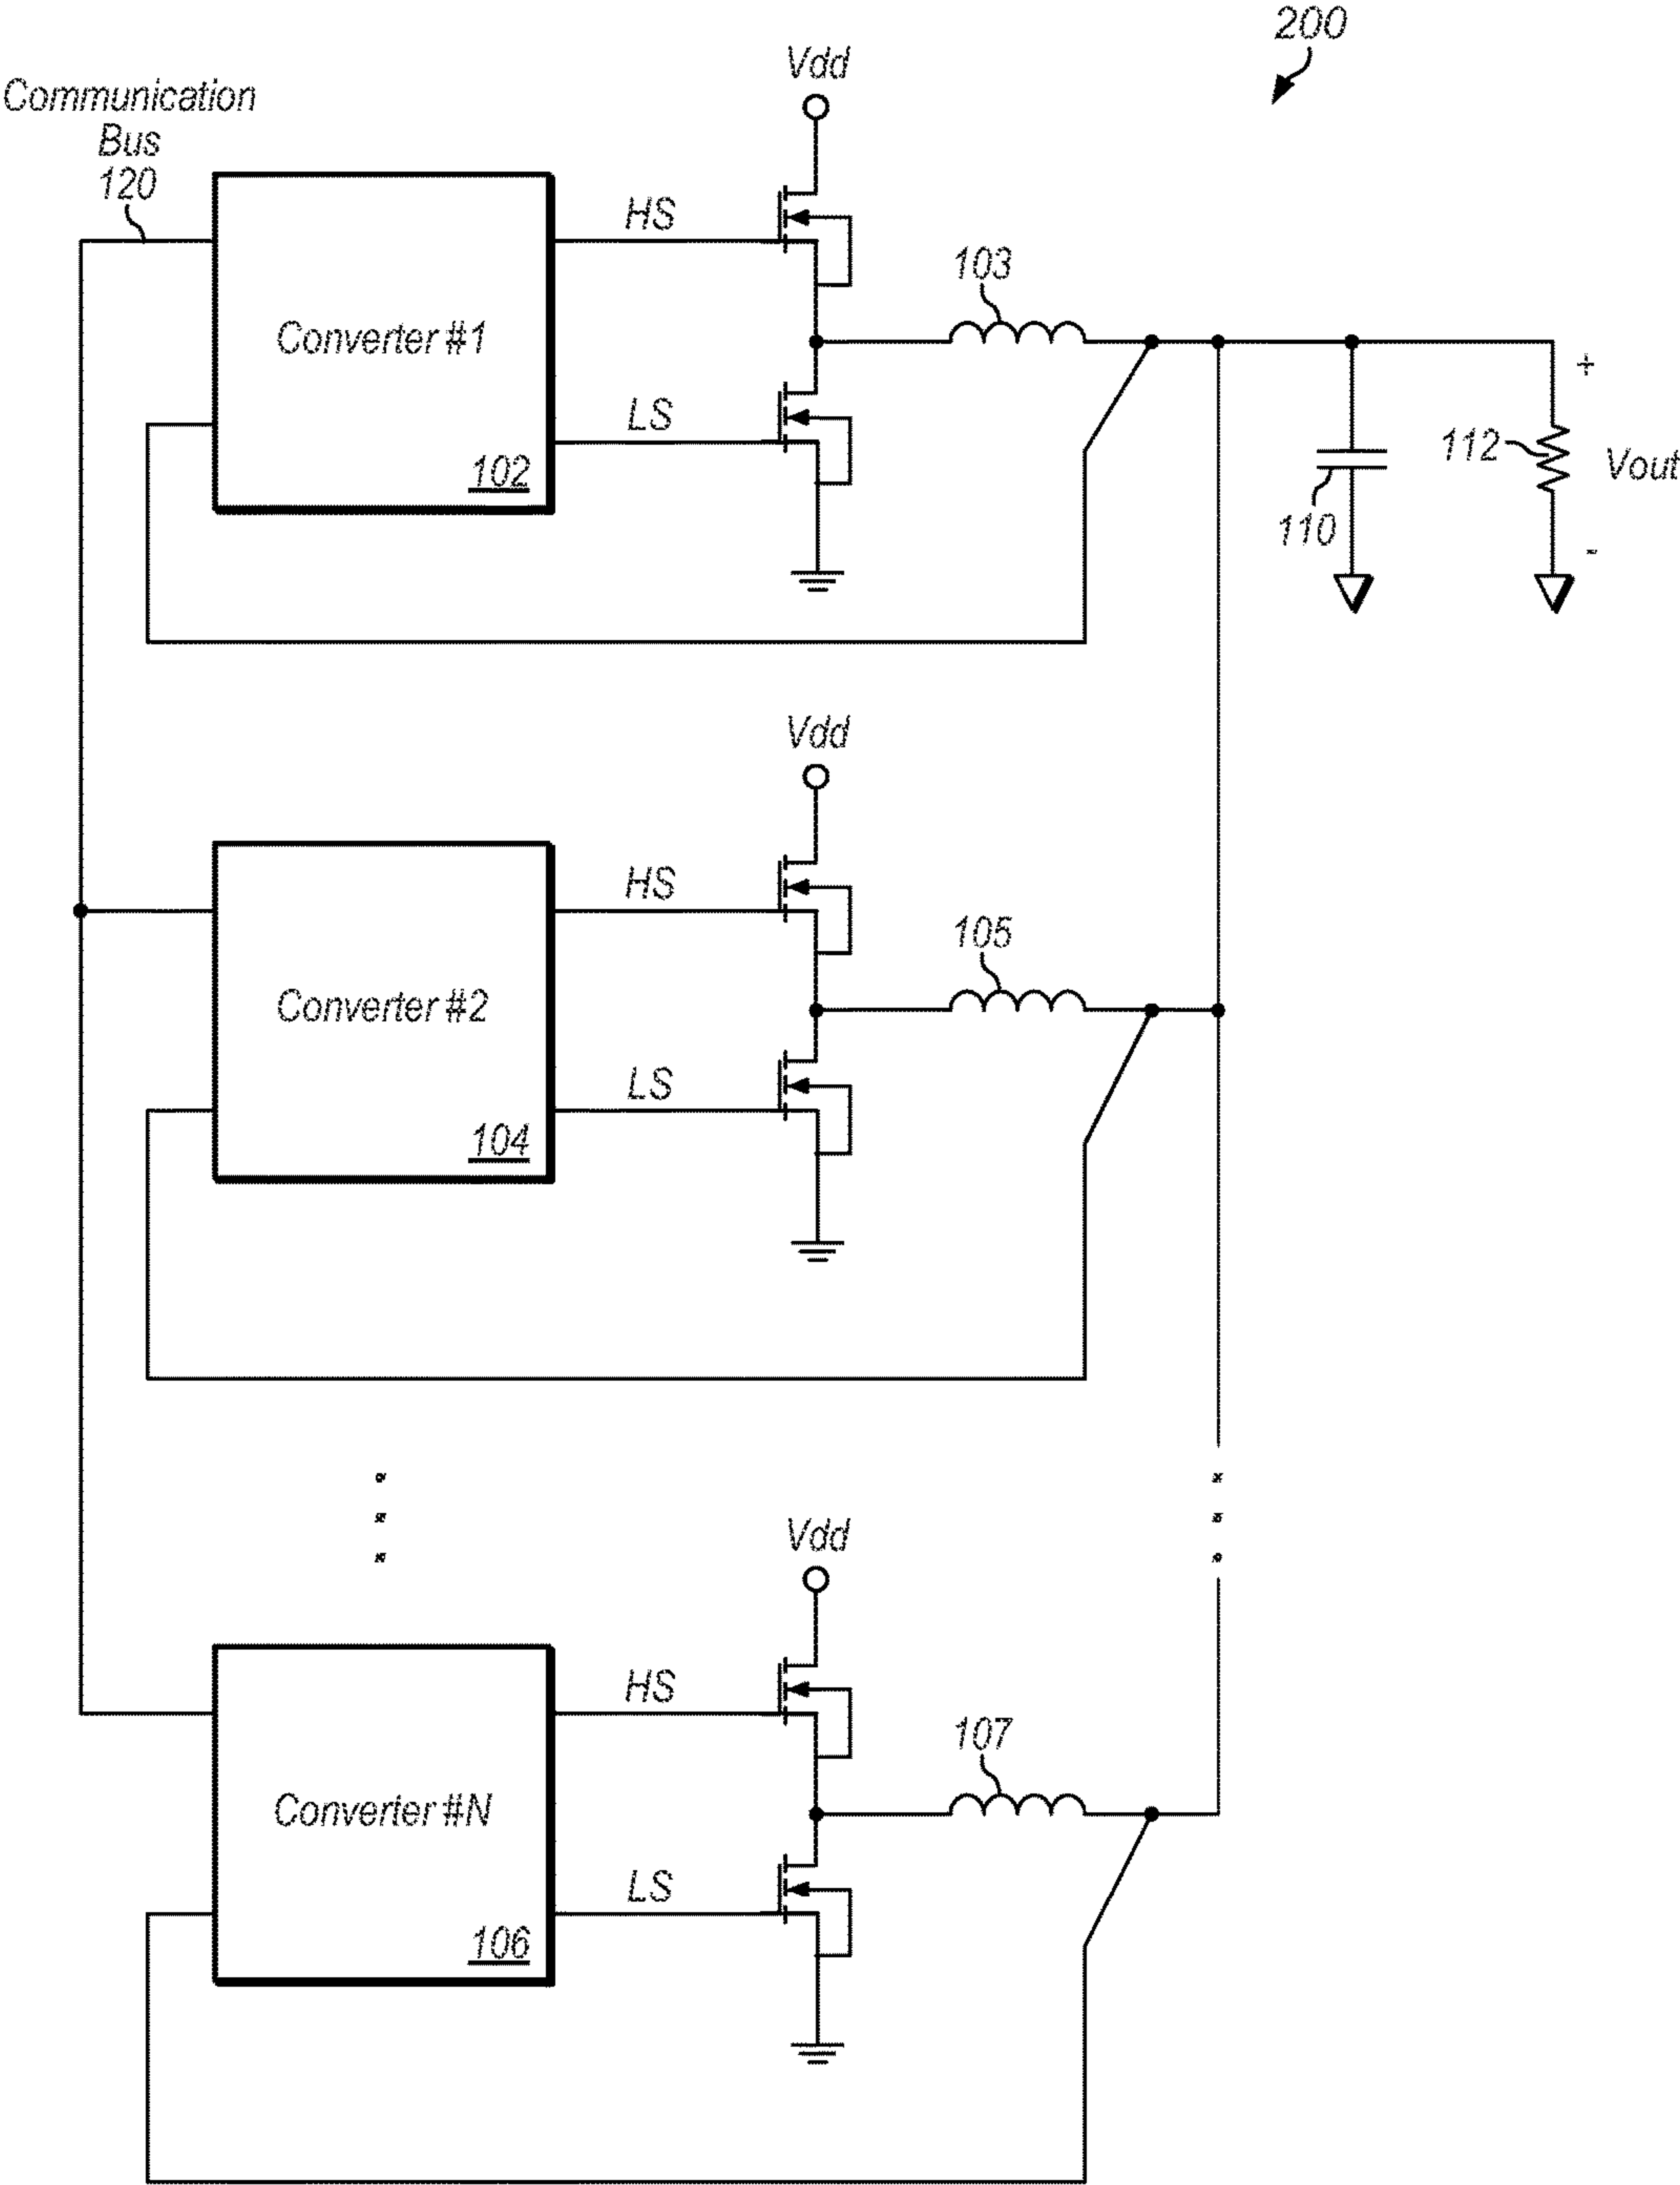 200
Vdd
Communication
Bus
120
HS
103
Converter #1
LS
102
+
112
Vout
110
-
Vdd
HS
105
Converter #2
LS
104
Vdd
HS
107
Converter #N
LS
106